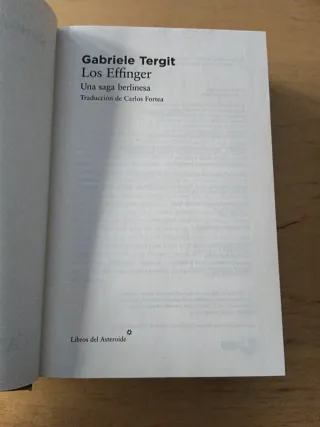 Gabriele Tergit
Los Effinger
Una saga berlinesa
Traducción de Carlos Fortea
Libros del Asteroide